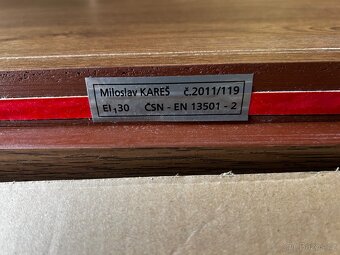 Miloslav KAREŠ č.2011/119
EI₁30 ČSN - EN 13501 - 2